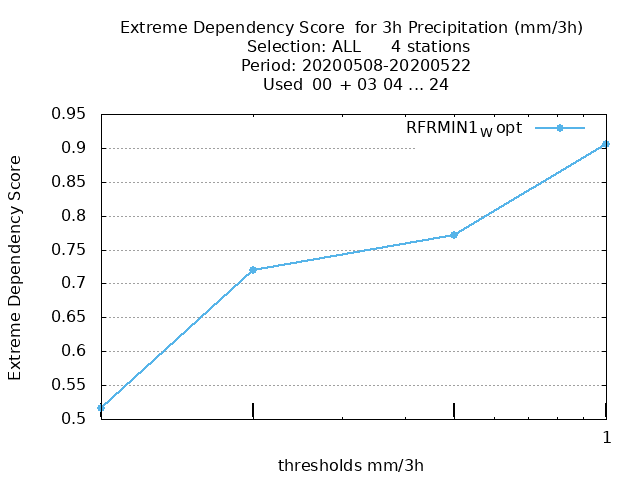 Extreme Dependency Score  for 3h Precipitation (mm/3h)
Selection: ALL      4 stations
Period: 20200508-20200522
Used  00 + 03 04 ... 24
0.95
RFRMIN1W opt
0.9
0.85
0.8
0.75
0.7
0.65
0.6
0.55
0.5
Extreme Dependency Score
1
thresholds mm/3h